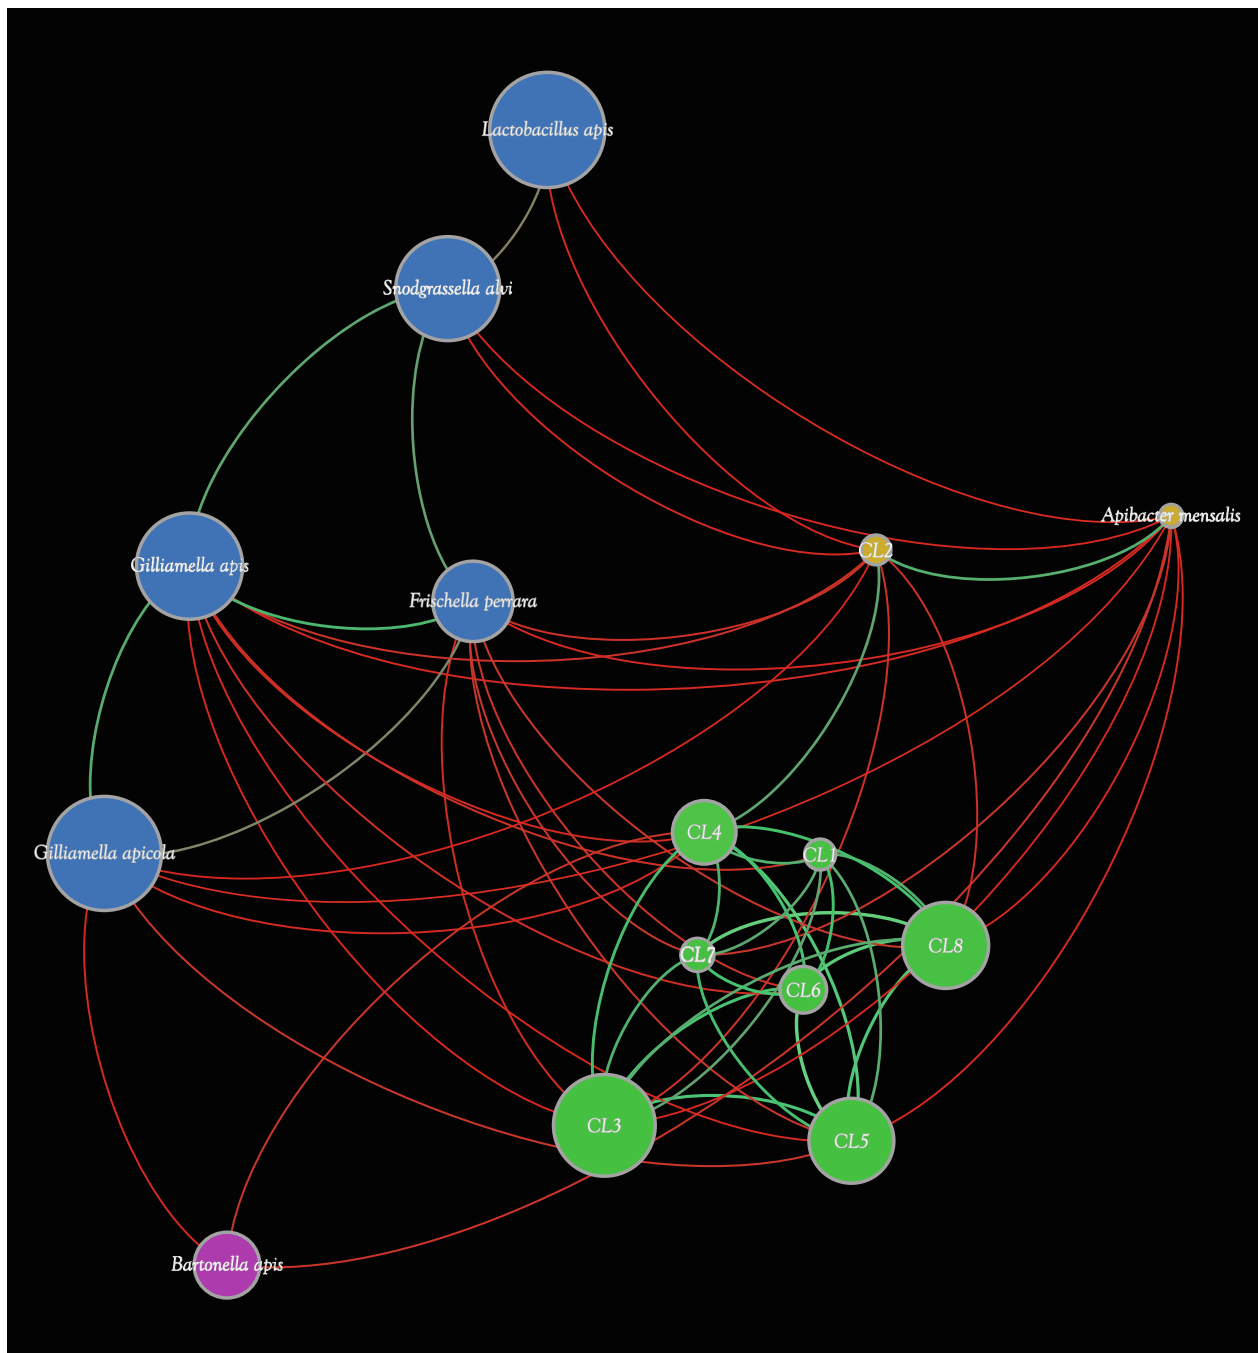 Lactobacillus apis
Snodgrassella alvi
Apibacter mensalis
CL2
Gilliamella apis
Frischella perrara
CL4
Gilliamella apicola
CL1
CL8
CL7
CL6
CL3
CL5
Bartonella apis